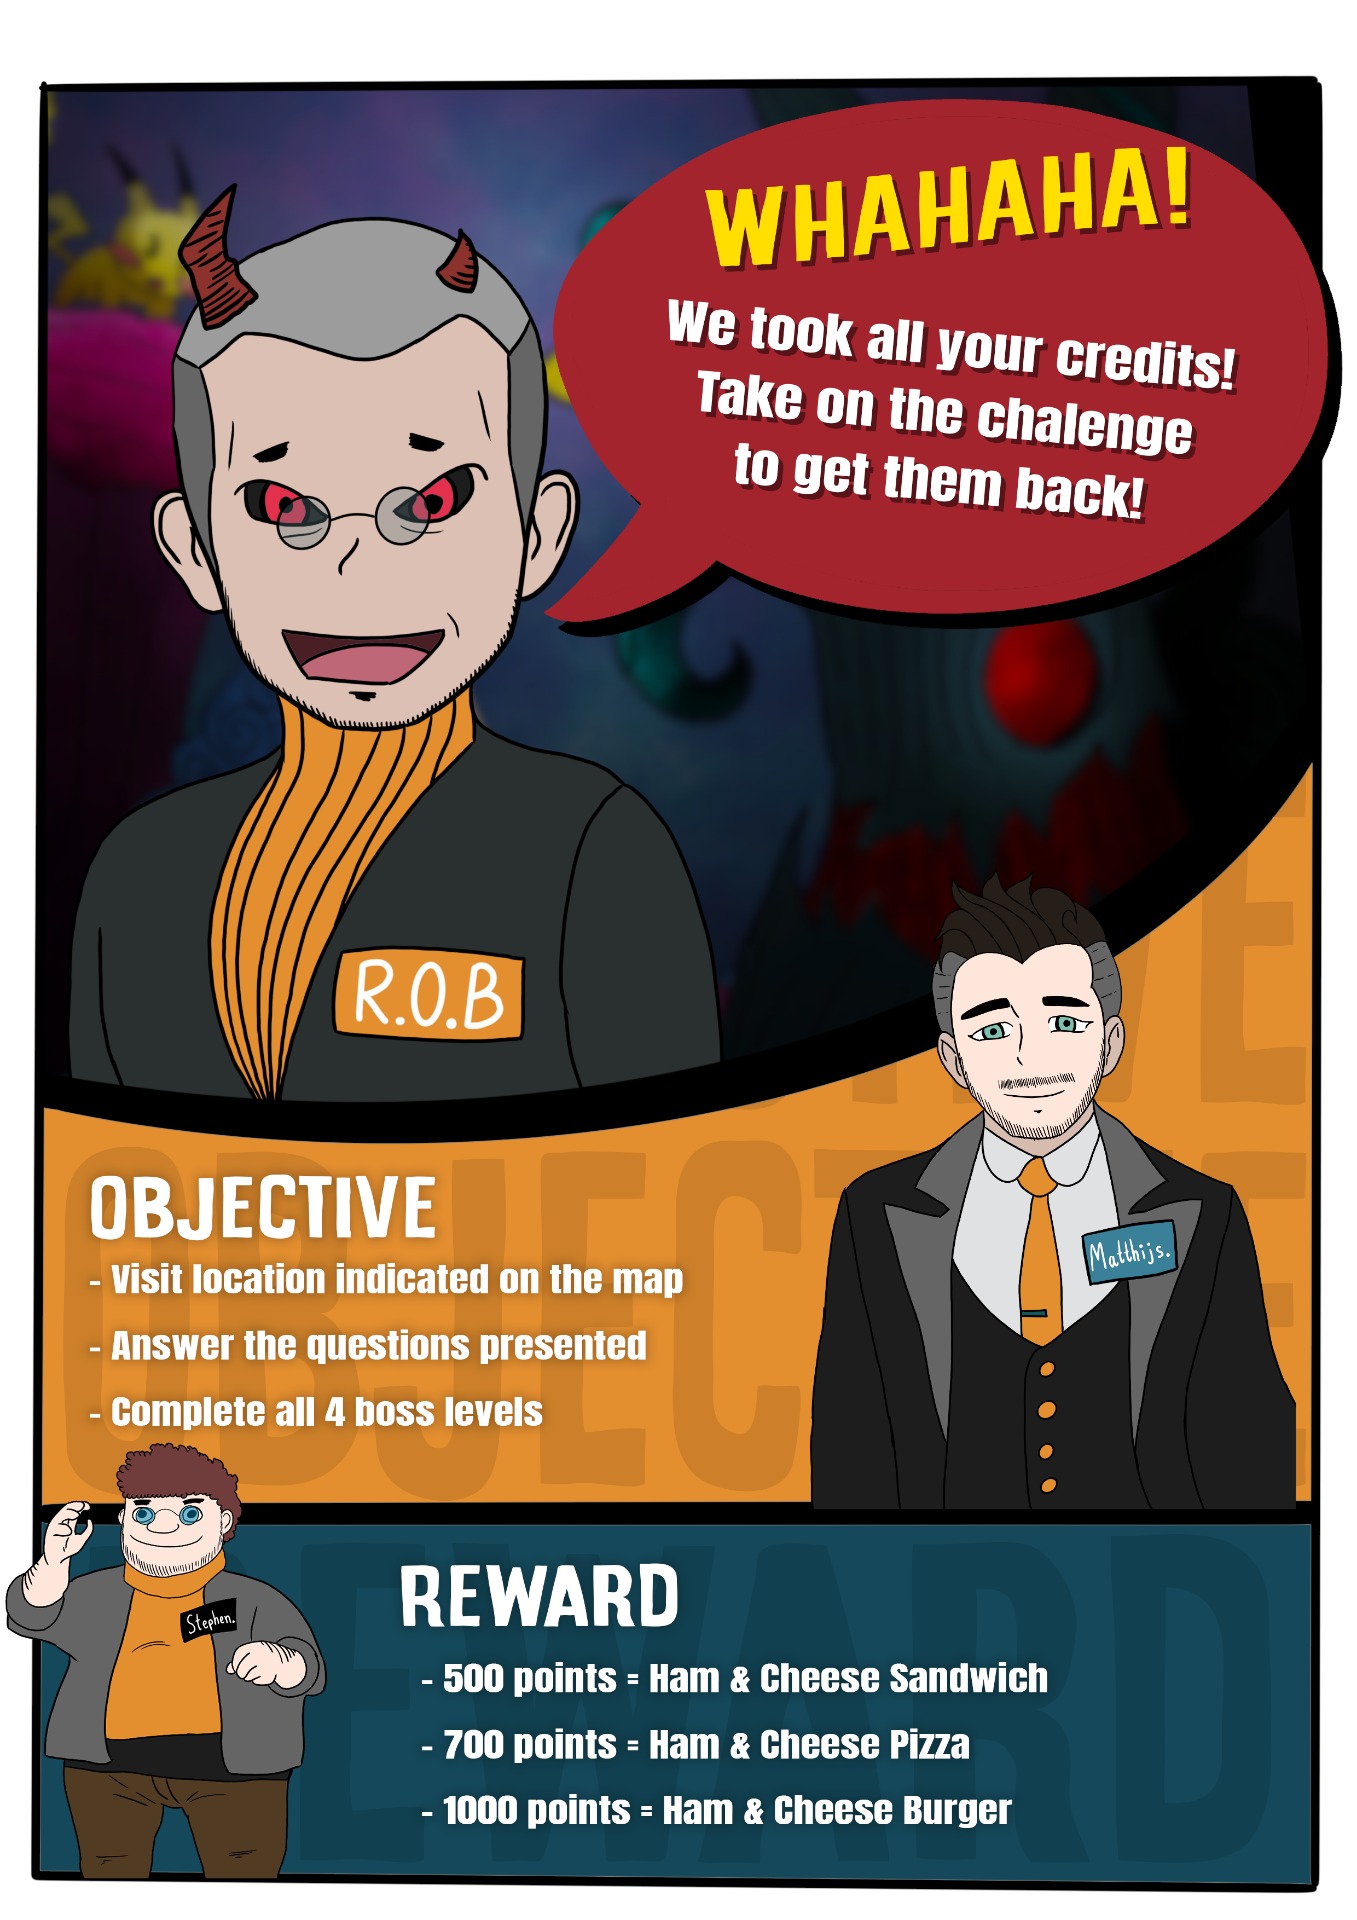 WHAHAHA!
We took all your credits!
Take on the chalenge
to get them back!
R.O.B
OBJECTIVE
- Visit location indicated on the map
- Answer the questions presented
- Complete all 4 boss levels
Matthijs.
Stephen.
REWARD
- 500 points = Ham & Cheese Sandwich
- 700 points = Ham & Cheese Pizza
- 1000 points = Ham & Cheese Burger
OBJECTIVE
REWARD